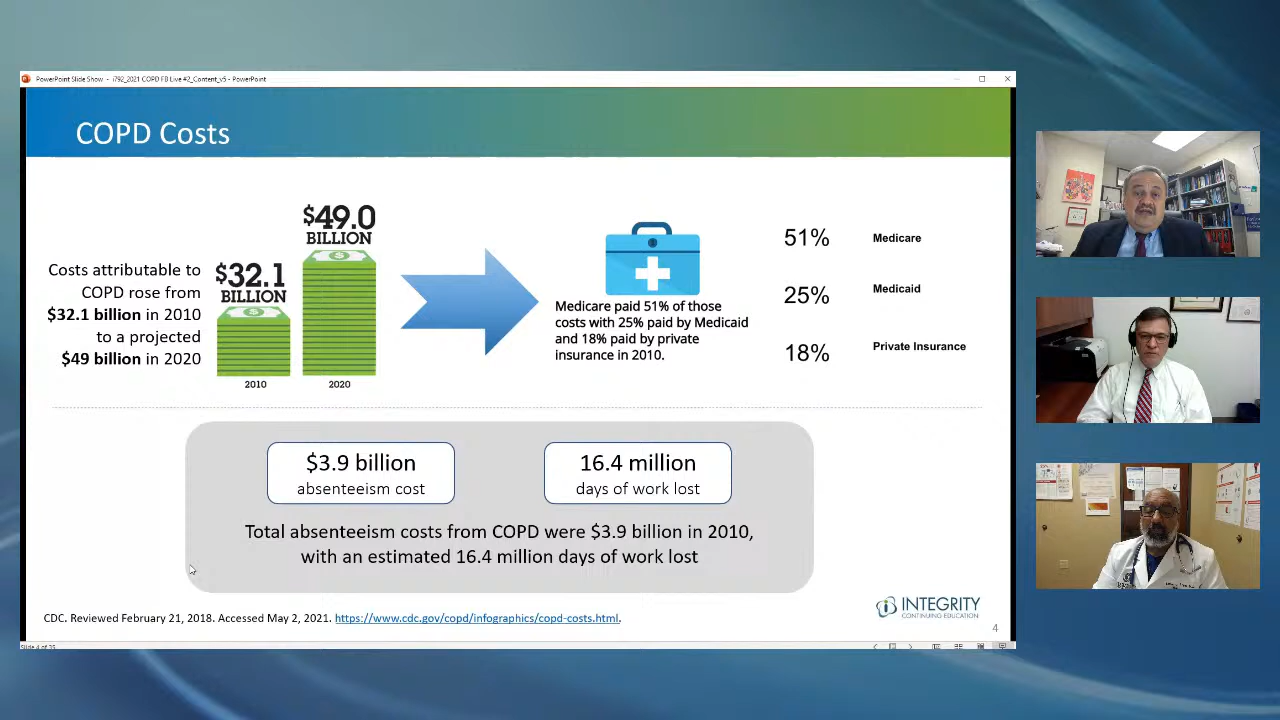 PowerPoint Slide Show - i792_2021 COPD FB Live #2_Content_v5 - PowerPoint
COPD Costs
Costs attributable to
COPD rose from
$32.1 billion in 2010
to a projected
$49 billion in 2020
$32.1
BILLION
2010
$49.0
BILLION
2020
Medicare paid 51% of those
costs with 25% paid by Medicaid
and 18% paid by private
insurance in 2010.
51% Medicare
25% Medicaid
18% Private Insurance
$3.9 billion
absenteeism cost
16.4 million
days of work lost
Total absenteeism costs from COPD were $3.9 billion in 2010,
with an estimated 16.4 million days of work lost
CDC. Reviewed February 21, 2018. Accessed May 2, 2021. https://www.cdc.gov/copd/infographics/copd-costs.html.
INTEGRITY
CONTINUING EDUCATION
4
Slide 4 of 35